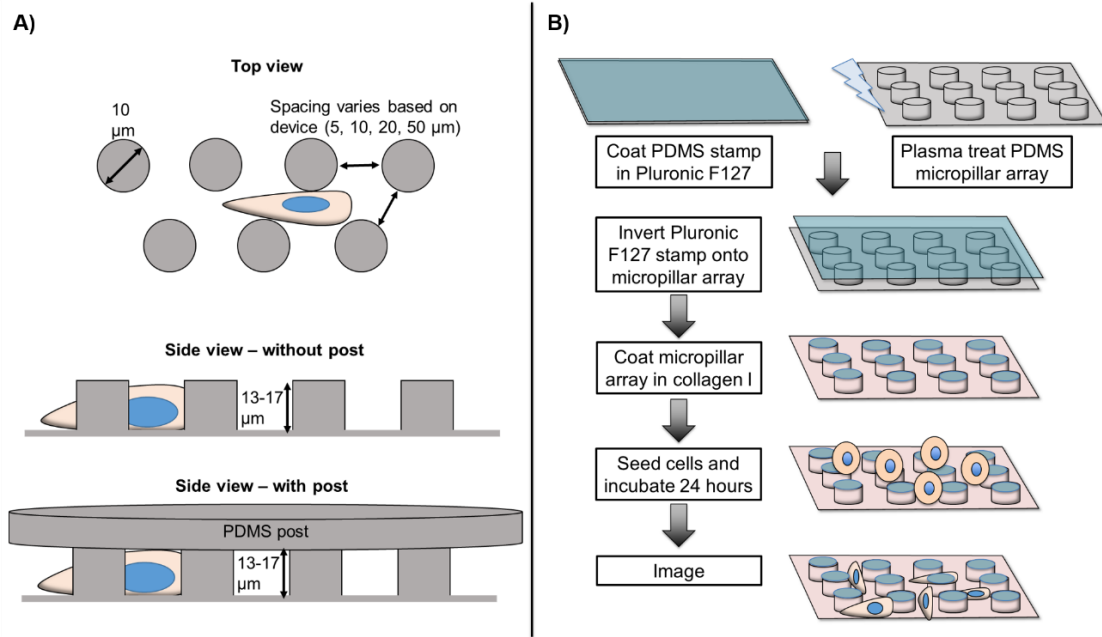 A)
Top view
10
µm
Spacing varies based on
device (5, 10, 20, 50 µm)
Side view – without post
13-17
µm
Side view – with post
PDMS post
13-17
µm
B)
Coat PDMS stamp
in Pluronic F127
Plasma treat PDMS
micropillar array
Invert Pluronic
F127 stamp onto
micropillar array
Coat micropillar
array in collagen I
Seed cells and
incubate 24 hours
Image